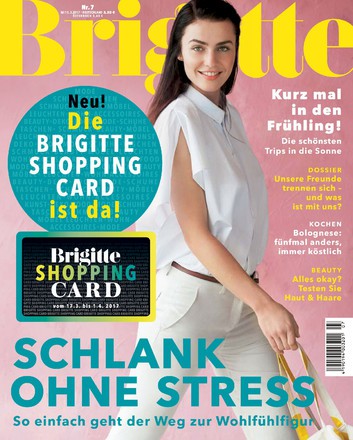 Brigitte
Nr. 7
Neu!
Die
BRIGITTE
SHOPPING
CARD
ist da!
Kurz mal
in den
Frühling!
Die schönsten
Trips in die Sonne
DOSSIER
Unsere Freunde
trennen sich –
und was
ist mit uns?
KOCHEN
Bolognese:
fünfmal anders,
immer köstlich
BEAUTY
Alles okay?
Testen Sie
Haut & Haare
Brigitte
SHOPPING
CARD
vom 17.3. bis 1.4. 2017
SCHLANK
OHNE STRESS
So einfach geht der Weg zur Wohlfühlfigur